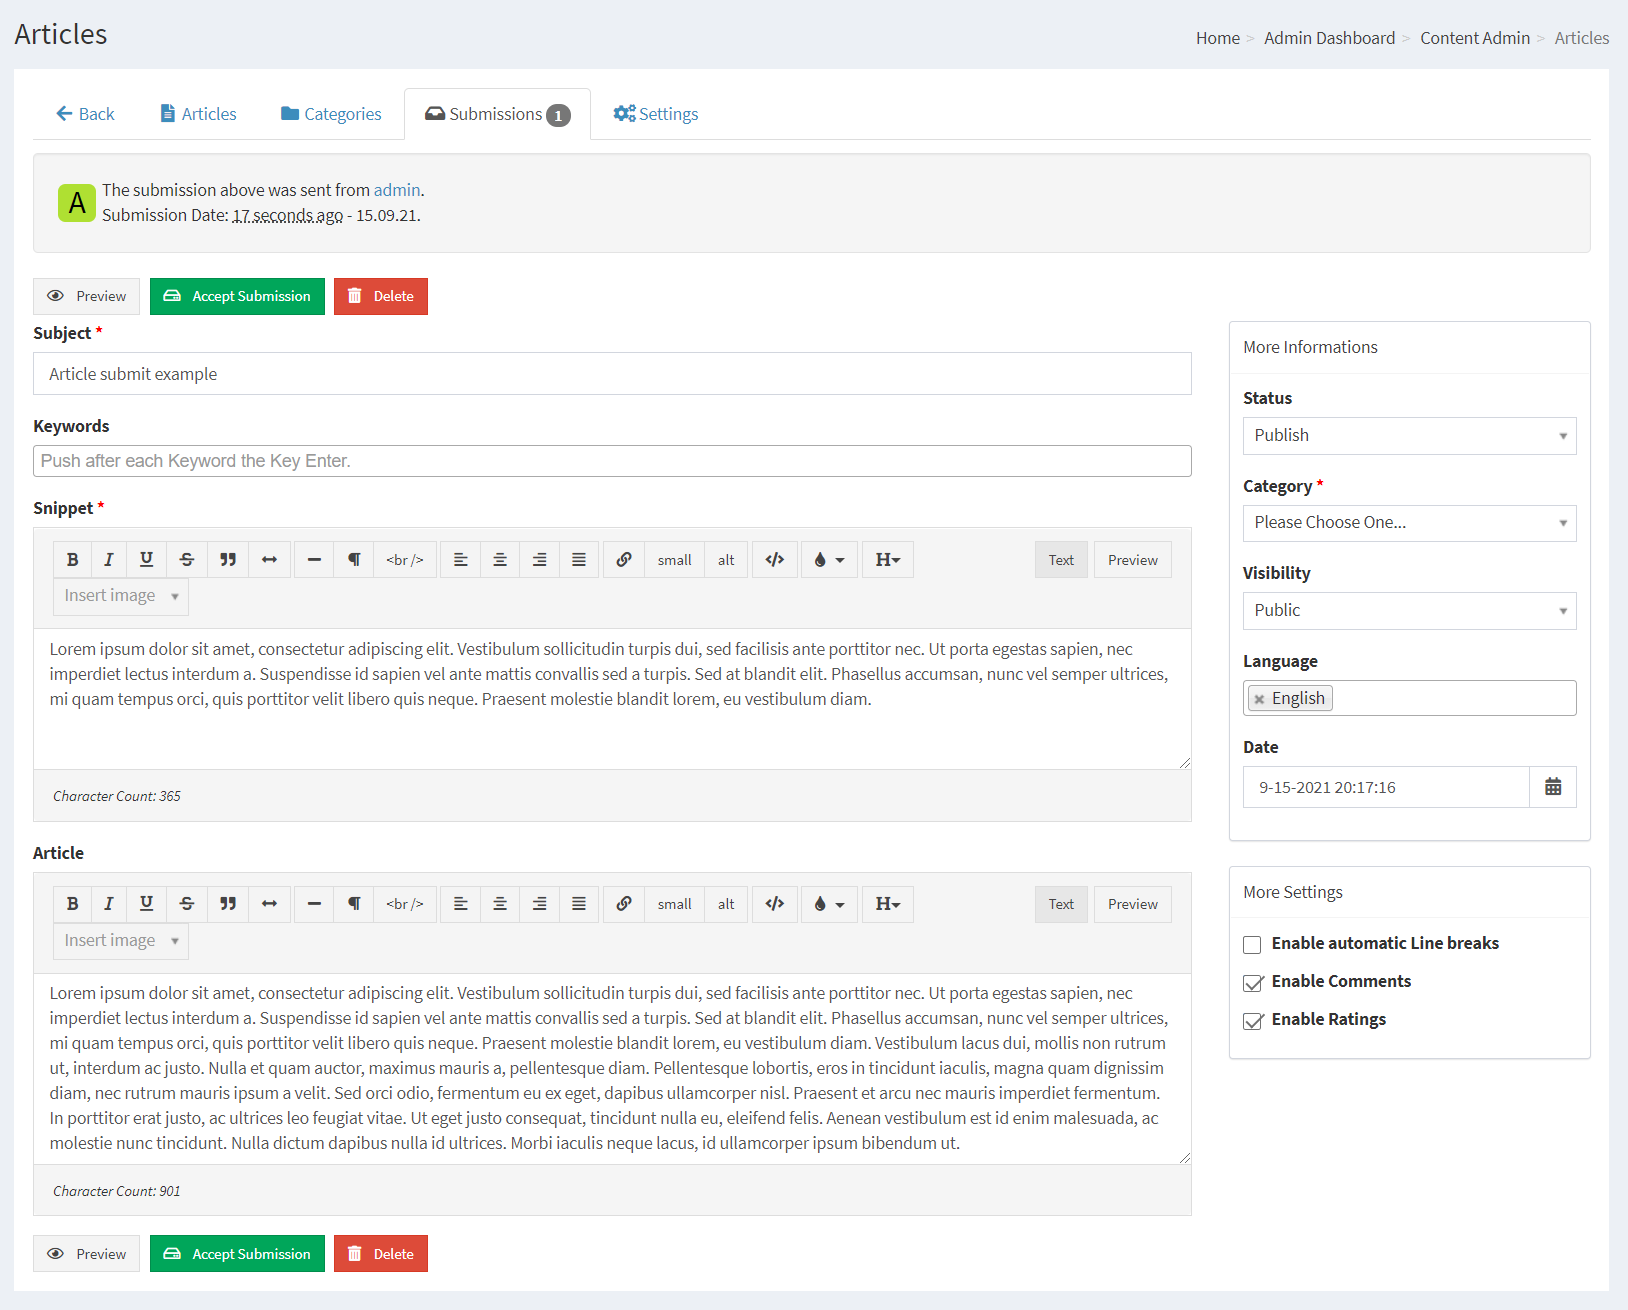 Articles
Home > Admin Dashboard > Content Admin > Articles
Back Articles Categories Submissions 1 Settings
A
The submission above was sent from admin.
Submission Date: 17 seconds ago - 15.09.21.
Preview Accept Submission Delete
Subject *
Article submit example
Keywords
Push after each Keyword the Key Enter.
Snippet *
B I U S <br /> small alt </> H Text Preview
Insert image
Lorem ipsum dolor sit amet, consectetur adipiscing elit. Vestibulum sollicitudin turpis dui, sed facilisis ante porttitor nec. Ut porta egestas sapien, nec
imperdiet lectus interdum a. Suspendisse id sapien vel ante mattis convallis sed a turpis. Sed at blandit elit. Phasellus accumsan, nunc vel semper ultrices,
mi quam tempus orci, quis porttitor velit libero quis neque. Praesent molestie blandit lorem, eu vestibulum diam.
Character Count: 365
Article
B I U S <br /> small alt </> H Text Preview
Insert image
Lorem ipsum dolor sit amet, consectetur adipiscing elit. Vestibulum sollicitudin turpis dui, sed facilisis ante porttitor nec. Ut porta egestas sapien, nec
imperdiet lectus interdum a. Suspendisse id sapien vel ante mattis convallis sed a turpis. Sed at blandit elit. Phasellus accumsan, nunc vel semper ultrices,
mi quam tempus orci, quis porttitor velit libero quis neque. Praesent molestie blandit lorem, eu vestibulum diam. Vestibulum lacus dui, mollis non rutrum
ut, interdum ac justo. Nulla et quam auctor, maximus mauris a, pellentesque diam. Pellentesque lobortis, eros in tincidunt iaculis, magna quam dignissim
diam, nec rutrum mauris ipsum a velit. Sed orci odio, fermentum eu ex eget, dapibus ullamcorper nisl. Praesent et arcu nec mauris imperdiet fermentum.
In porttitor erat justo, ac ultrices leo feugiat vitae. Ut eget justo consequat, tincidunt nulla eu, eleifend felis. Aenean vestibulum est id enim malesuada, ac
molestie nunc tincidunt. Nulla dictum dapibus nulla id ultrices. Morbi iaculis neque lacus, id ullamcorper ipsum bibendum ut.
Character Count: 901
Preview Accept Submission Delete
More Informations
Status
Publish
Category *
Please Choose One...
Visibility
Public
Language
× English
Date
9-15-2021 20:17:16
More Settings
Enable automatic Line breaks
Enable Comments
Enable Ratings